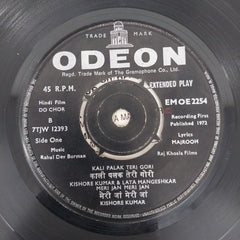 TRADE MARK
ODEON
Regd. Trade Mark of The Gramophone Co., Ltd.
45 R.P.M.
EXTENDED PLAY
Hindi Film
DO CHOR
EMOE 2254
B
7TJW 12393
Recording First
Published 1972
Side One
Lyrics
MAJROOH
Music
Rahul Dev Burman
Raj Khosla Films
KALI PALAK TERI GORI
काली पलक तेरी गोरी
KISHORE KUMAR & LATA MANGESHKAR
MERI JAN MERI JAN
मेरी जां मेरी जां
KISHORE KUMAR